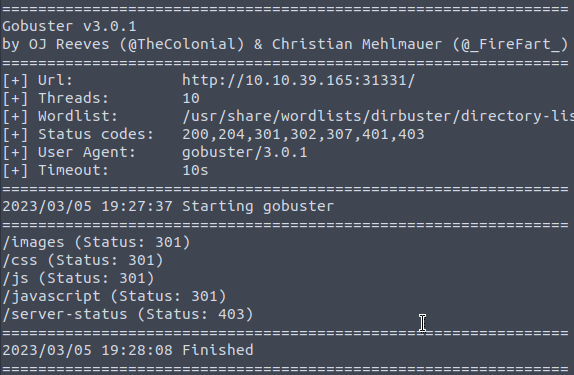 ===============================================================
Gobuster v3.0.1
by OJ Reeves (@TheColonial) & Christian Mehlmauer (@_FireFart_)
===============================================================
[+] Url:            http://10.10.39.165:31331/
[+] Threads:        10
[+] Wordlist:       /usr/share/wordlists/dirbuster/directory-lis
[+] Status codes:   200,204,301,302,307,401,403
[+] User Agent:     gobuster/3.0.1
[+] Timeout:        10s
===============================================================
2023/03/05 19:27:37 Starting gobuster
===============================================================
/images (Status: 301)
/css (Status: 301)
/js (Status: 301)
/javascript (Status: 301)
/server-status (Status: 403)
===============================================================
2023/03/05 19:28:08 Finished
===============================================================